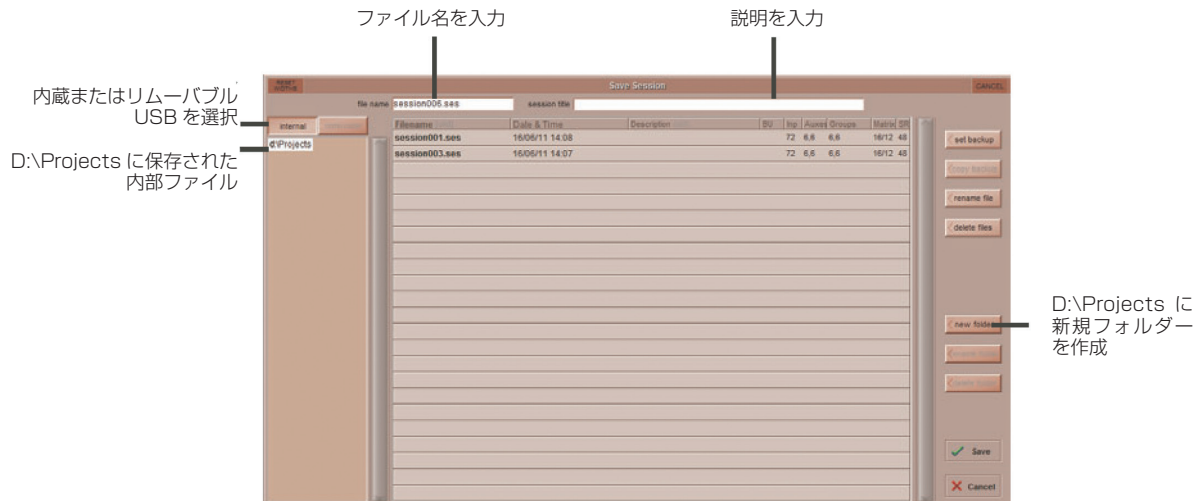 ファイル名を入力
説明を入力
内蔵またはリムーバブル
USB を選択
D:\Projects に保存された
内部ファイル
Save Session
CANCEL
file name session006.ses
session title
internal
d:\Projects
Filename
Date & Time
Description
BU Inp Auxes Groups Matrix SR
session001.ses 16/06/11 14:08 72 6,6 6,6 16/12 48
session003.ses 16/06/11 14:07 72 6,6 6,6 16/12 48
set backup
copy backup
rename file
delete files
new folder
D:\Projects に
新規フォルダー
を作成
Save
Cancel